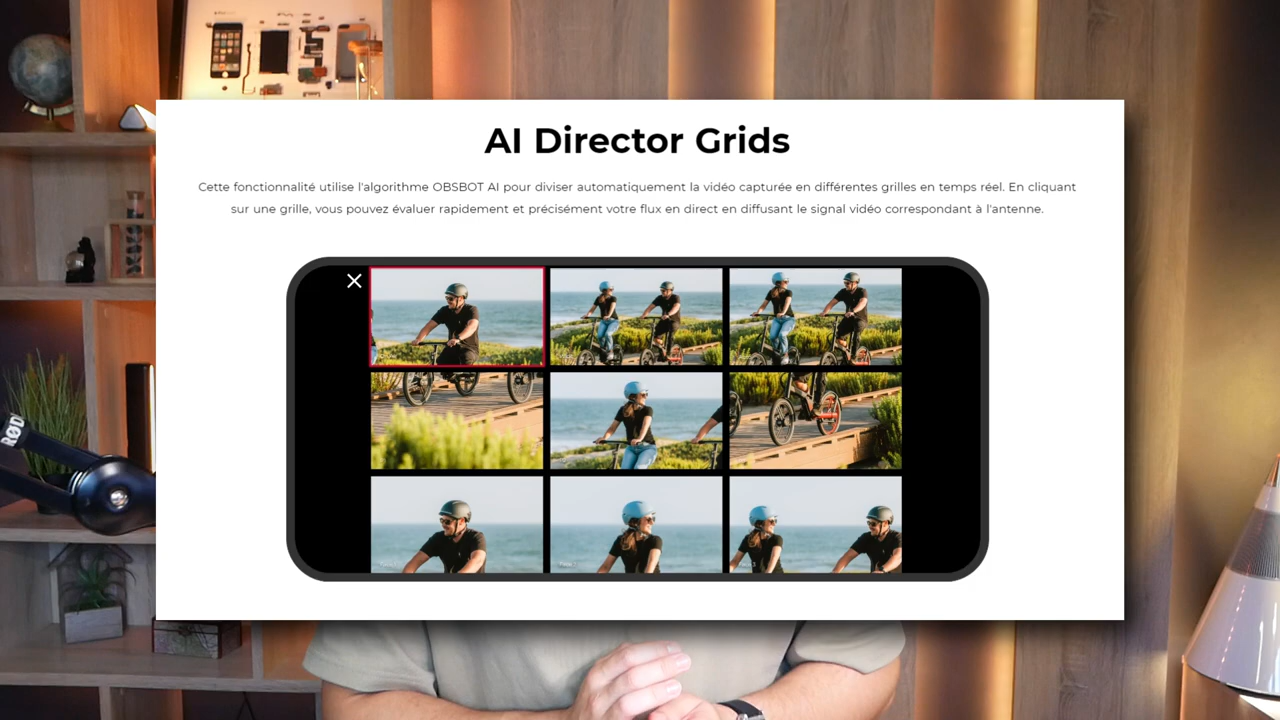 AI Director Grids
Cette fonctionnalité utilise l'algorithme OBSBOT AI pour diviser automatiquement la vidéo capturée en différentes grilles en temps réel. En cliquant
sur une grille, vous pouvez évaluer rapidement et précisément votre flux en direct en diffusant le signal vidéo correspondant à l'antenne.
RØD